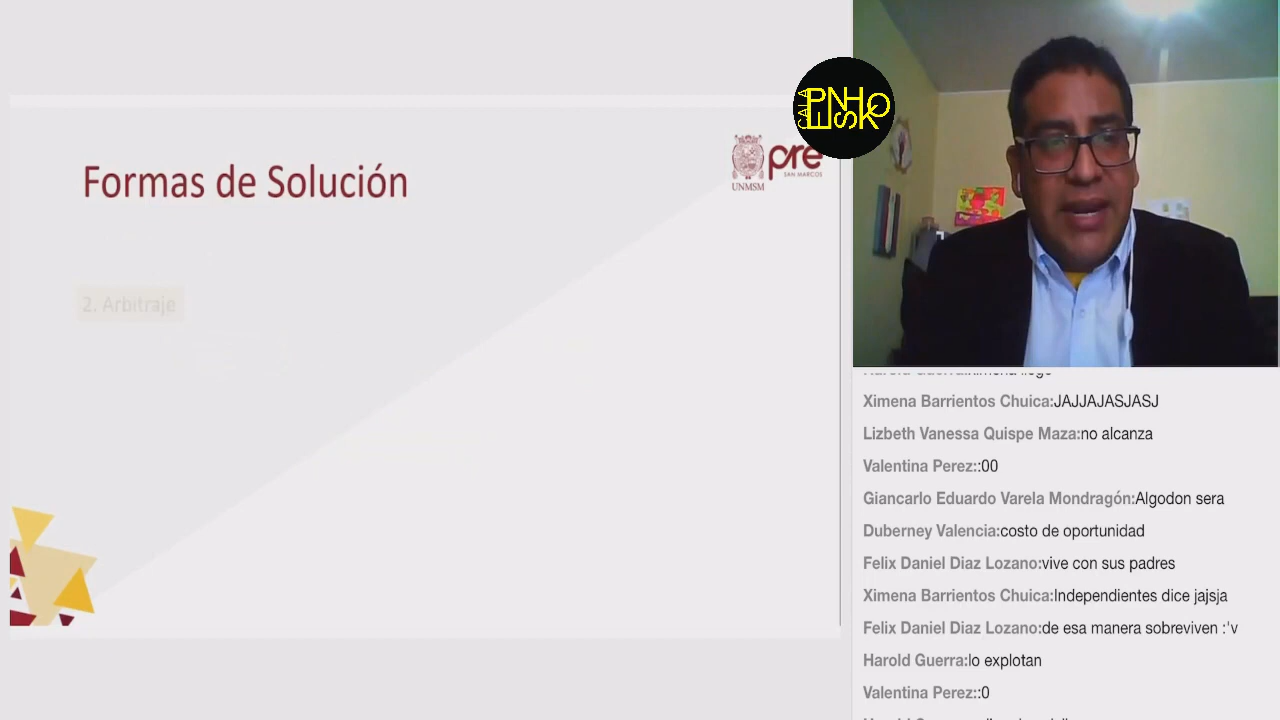 Formas de Solución
UNMSM
pre
SAN MARCOS
2. Arbitraje
CALA
PENHOESK
Ximena Barrientos Chuica:JAJJAJASJASJ
Lizbeth Vanessa Quispe Maza:no alcanza
Valentina Perez::00
Giancarlo Eduardo Varela Mondragón:Algodon sera
Duberney Valencia:costo de oportunidad
Felix Daniel Diaz Lozano:vive con sus padres
Ximena Barrientos Chuica:Independientes dice jajsja
Felix Daniel Diaz Lozano:de esa manera sobreviven :'v
Harold Guerra:lo explotan
Valentina Perez::0